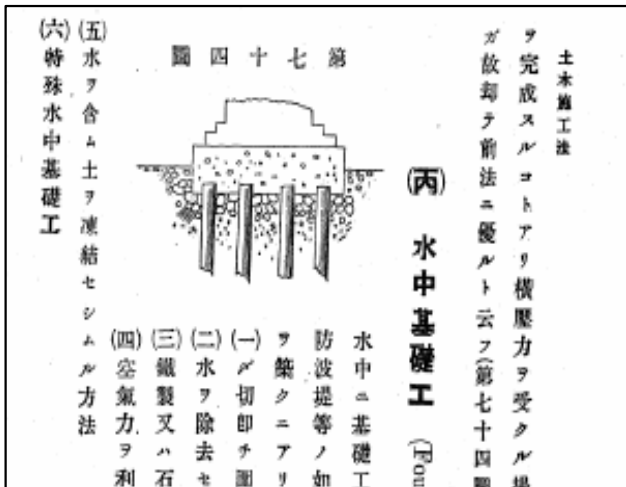 土木施工法
ヲ完成スルコトアリ横壓力ヲ受クル
ガ故却テ前法ニ優ルト云フ(第七十四圖
(丙) 水中基礎工 (Fou
水中ニ基礎工
防波堤等ノ如
ヲ築クニアリ
(一)〆切即チ圍
(二)水ヲ除去セ
(三)鐵製又ハ石
(四)空氣力ヲ利
第七十四圖
(五)水ヲ含ム土ヲ凍結セシムル方法
(六)特殊水中基礎工